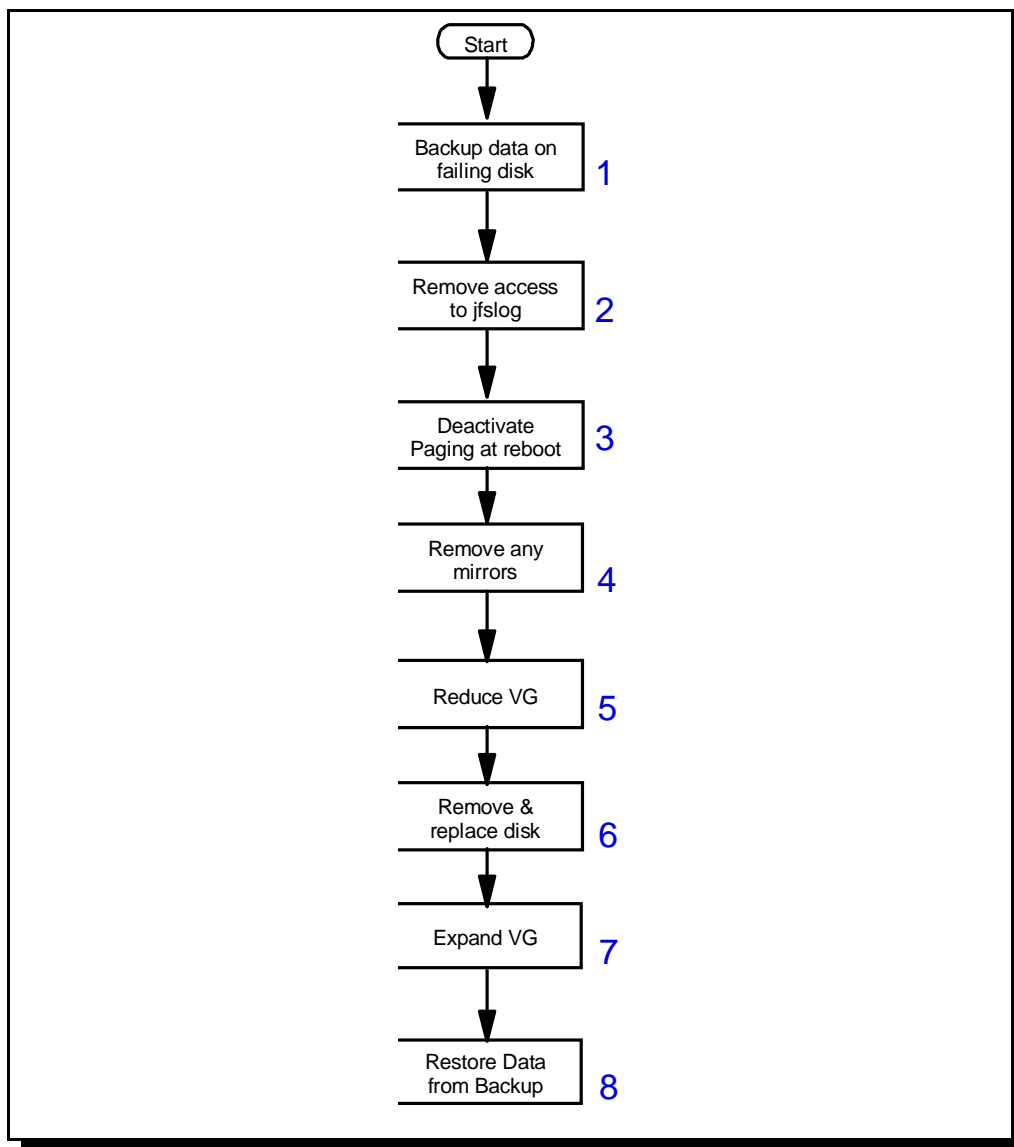 Start
Backup data on
failing disk
1
Remove access
to jfslog
2
Deactivate
Paging at reboot
3
Remove any
mirrors
4
Reduce VG
5
Remove &
replace disk
6
Expand VG
7
Restore Data
from Backup
8